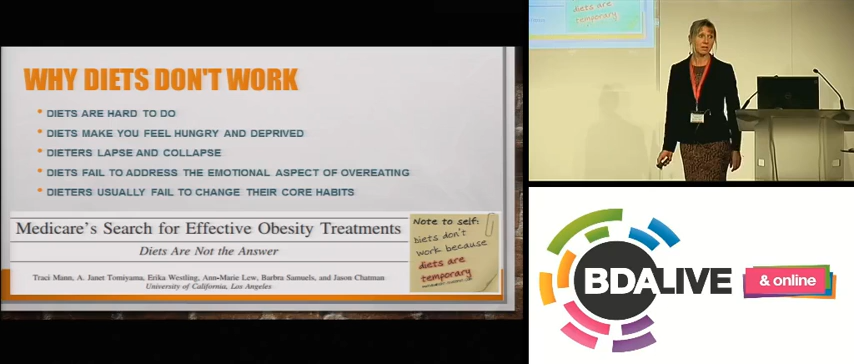 WHY DIETS DON'T WORK
DIETS ARE HARD TO DO
DIETS MAKE YOU FEEL HUNGRY AND DEPRIVED
DIETERS LAPSE AND COLLAPSE
DIETS FAIL TO ADDRESS THE EMOTIONAL ASPECT OF OVEREATING
DIETERS USUALLY FAIL TO CHANGE THEIR CORE HABITS
Medicare's Search for Effective Obesity Treatments
Diets Are Not the Answer
Traci Mann, A. Janet Tomiyama, Erika Westling, Ann-Marie Lew, Barbra Samuels, and Jason Chatman
University of California, Los Angeles
Note to self:
Diets don't
work because
diets are
temporary
diets are
temporary
BDALIVE
& online